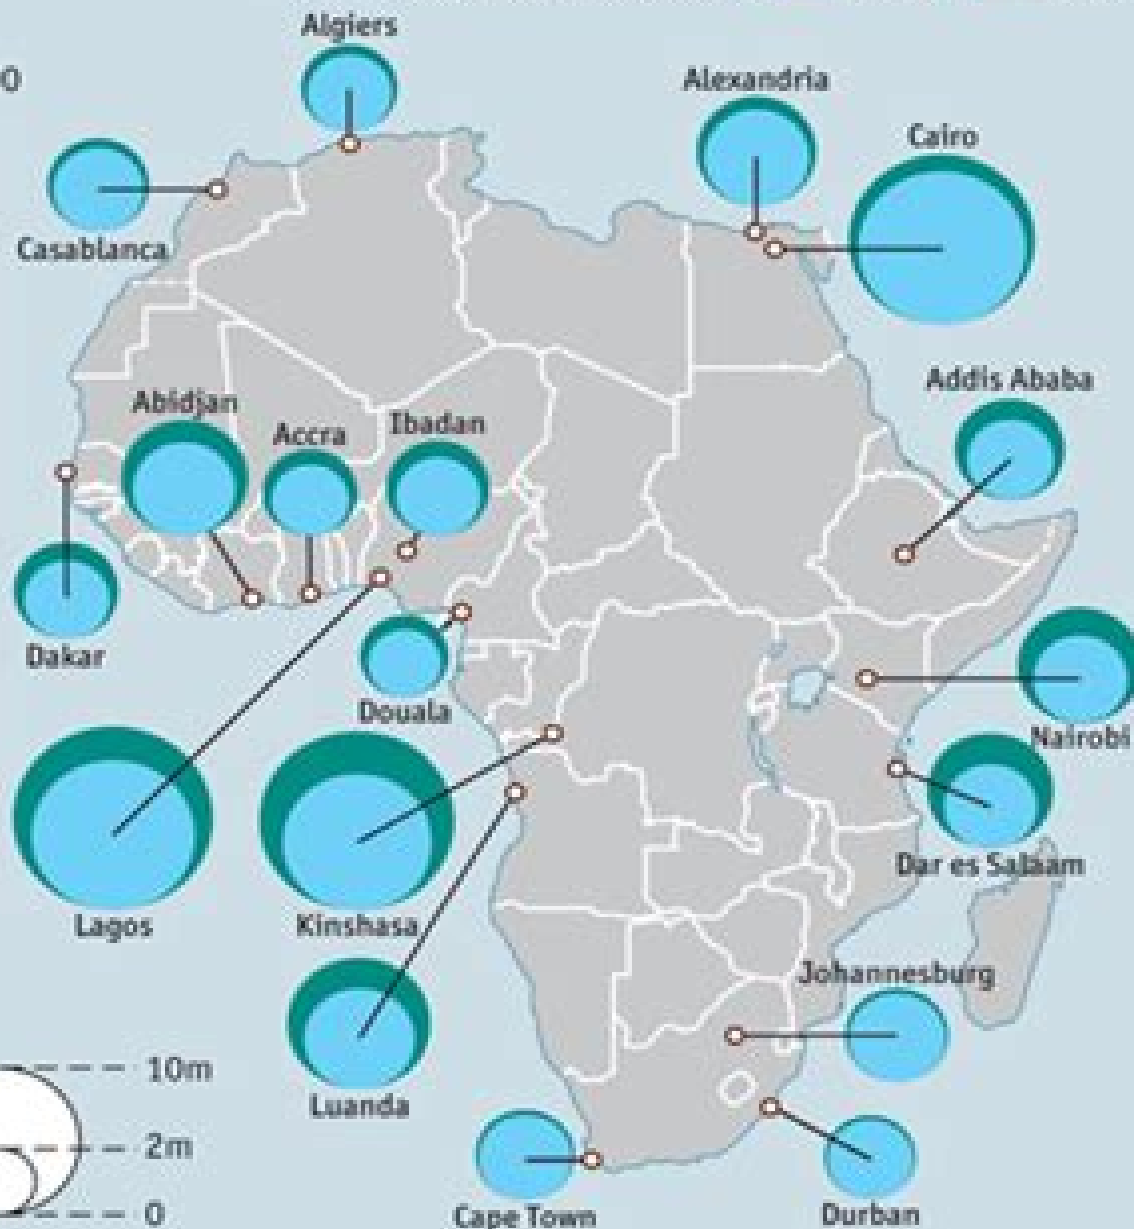 Algiers
0
Alexandria
Cairo
Casablanca
Addis Ababa
Abidjan
Accra
Ibadan
Dakar
Douala
Nairobi
Dar es Salaam
Lagos
Kinshasa
Johannesburg
10m
Luanda
2m
0
Cape Town
Durban